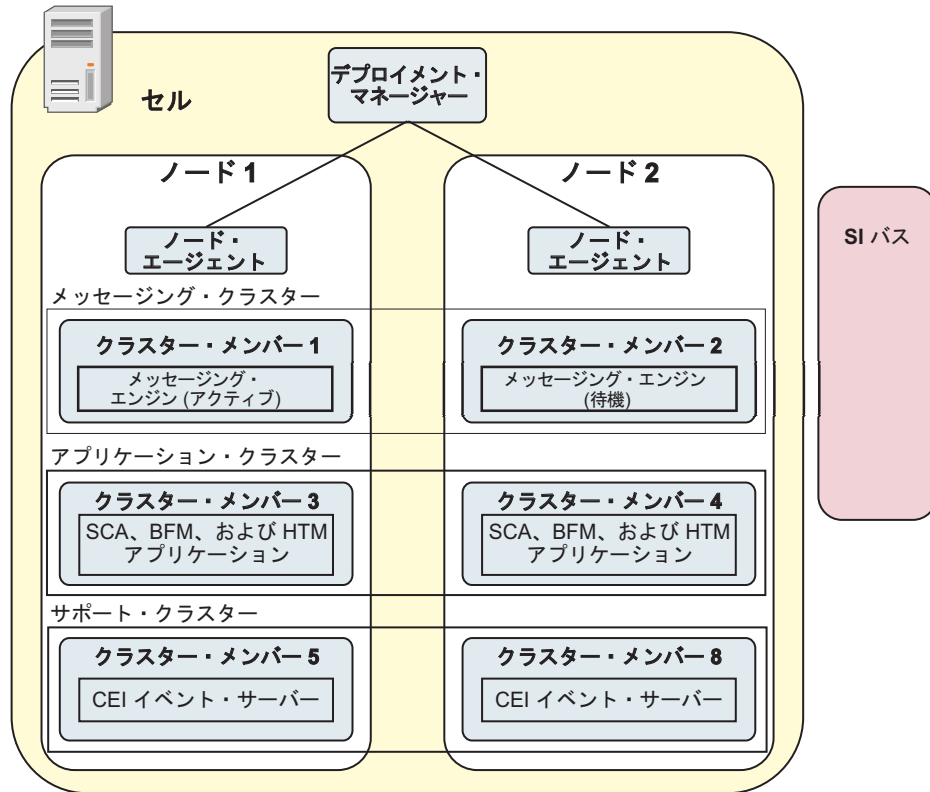 デプロイメント・
マネージャー
セル
ノード 1
ノード 2
ノード・
エージェント
ノード・
エージェント
SI バス
メッセージング・クラスター
クラスター・メンバー 1
メッセージング・
エンジン (アクティブ)
クラスター・メンバー 2
メッセージング・エンジン
(待機)
アプリケーション・クラスター
クラスター・メンバー 3
SCA、BFM、および HTM
アプリケーション
クラスター・メンバー 4
SCA、BFM、および HTM
アプリケーション
サポート・クラスター
クラスター・メンバー 5
CEI イベント・サーバー
クラスター・メンバー 8
CEI イベント・サーバー